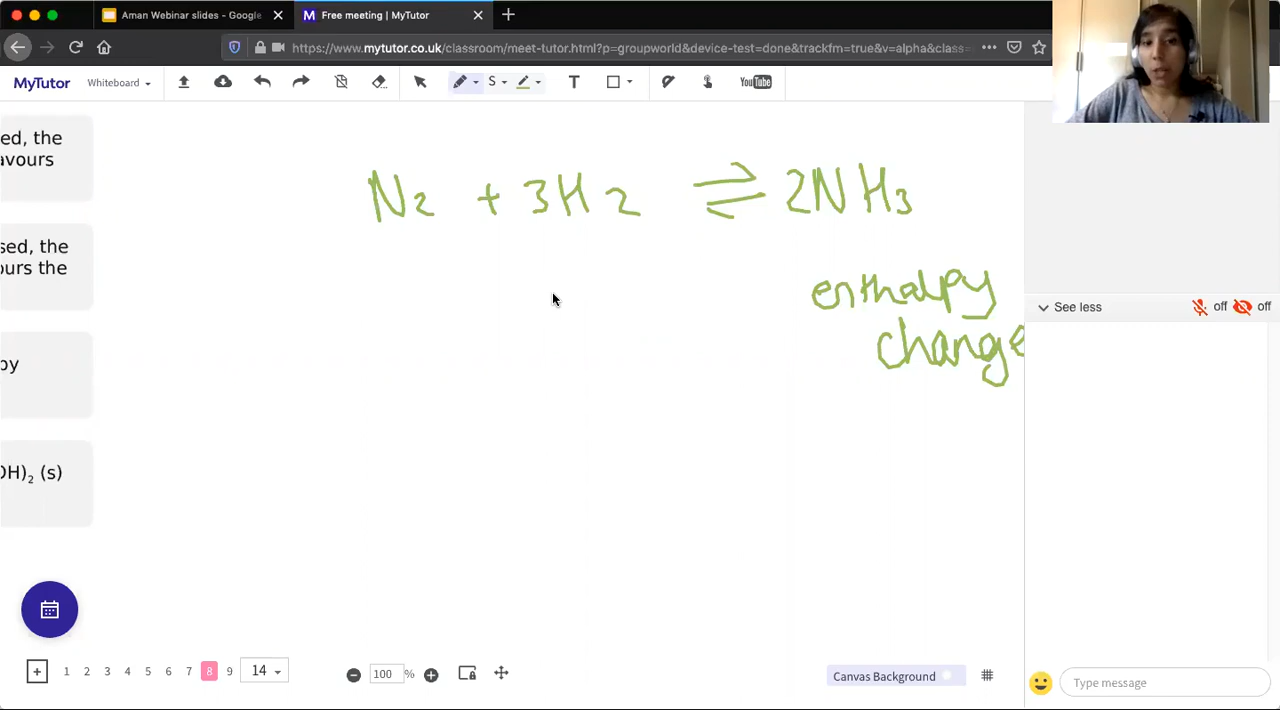 Aman Webinar slides - Google
Free meeting | MyTutor
https://www.mytutor.co.uk/classroom/meet-tutor.html?p=groupworld&device-test=done&trackfm=true&v=alpha&class=
MyTutor
Whiteboard
S
T
YouTube
ed, the
avours
N2 + 3H2 ⇌ 2NH3
sed, the
ours the
enthalpy
change
See less
off
off
by
OH)₂ (s)
+ 1 2 3 4 5 6 7 8 9 14
100 %
Canvas Background
Type message